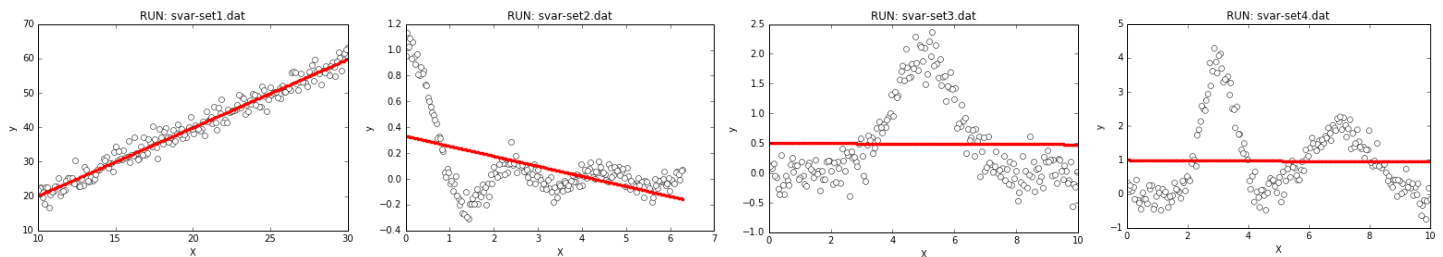 RUN: svar-set1.dat
70
60
50
40
30
20
10
y
10 15 20 25 30
X
RUN: svar-set2.dat
1.2
1.0
0.8
0.6
0.4
0.2
0.0
−0.2
−0.4
y
0 1 2 3 4 5 6 7
X
RUN: svar-set3.dat
2.5
2.0
1.5
1.0
0.5
0.0
−0.5
−1.0
y
0 2 4 6 8 10
X
RUN: svar-set4.dat
5
4
3
2
1
0
−1
y
0 2 4 6 8 10
X